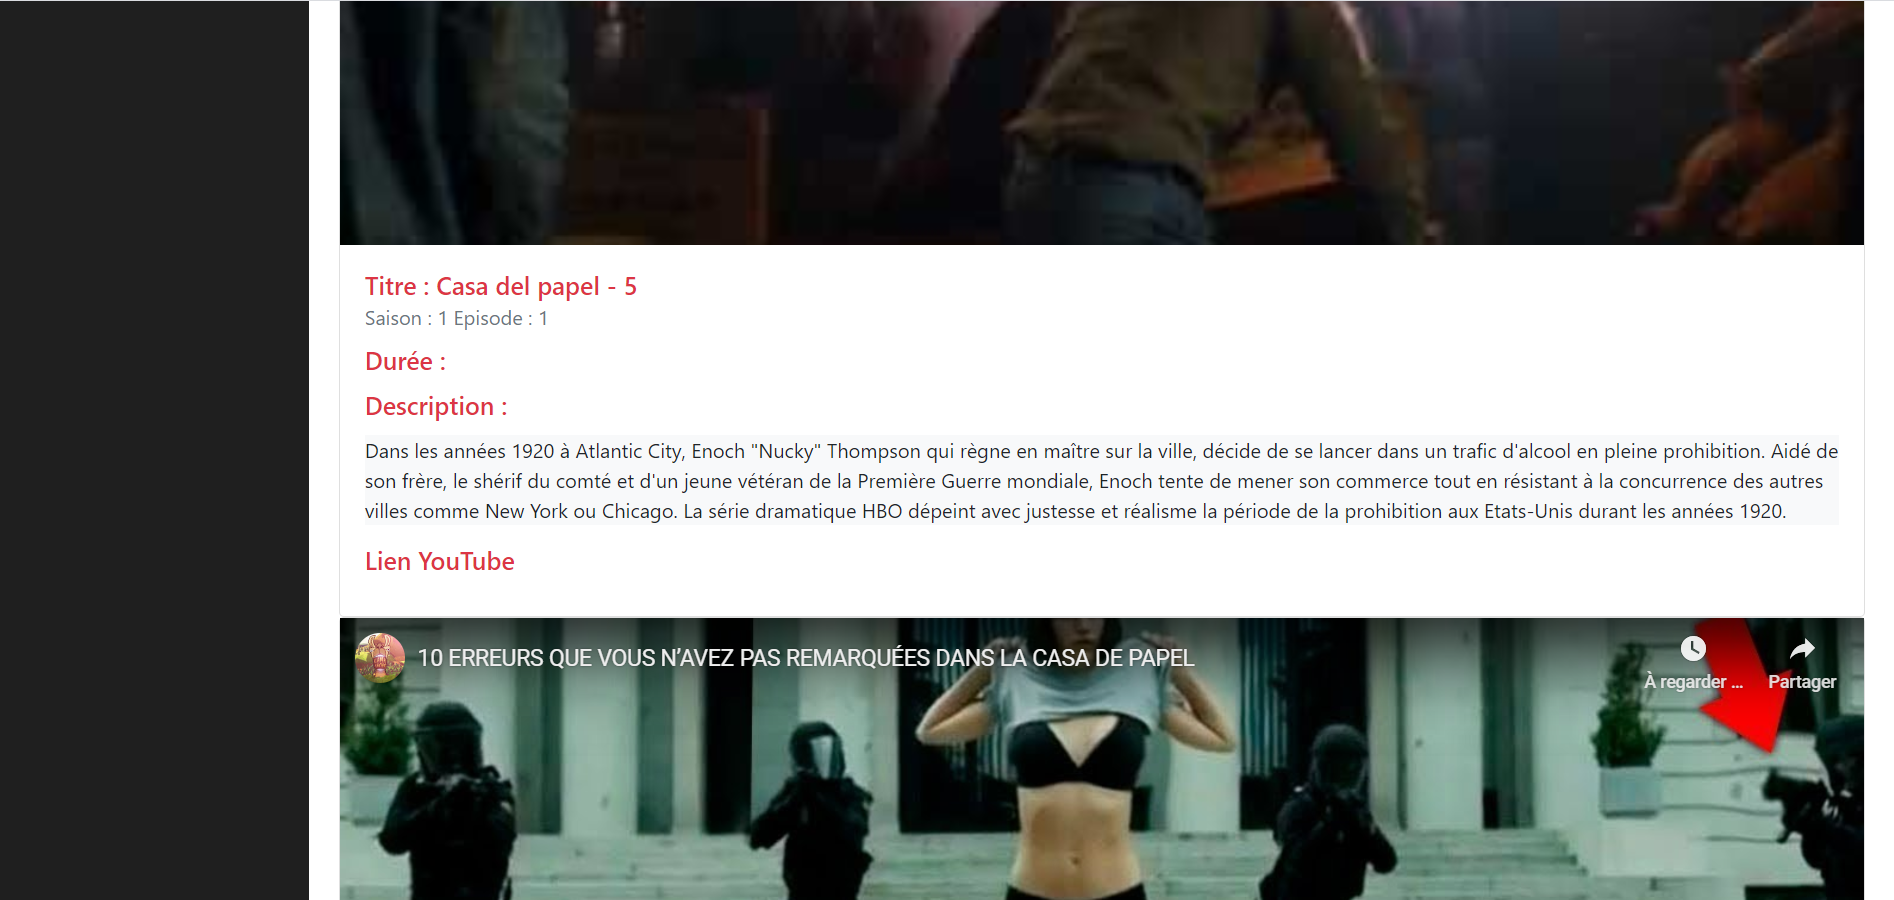 Titre : Casa del papel - 5
Saison : 1 Episode : 1
Durée :
Description :
Dans les années 1920 à Atlantic City, Enoch "Nucky" Thompson qui règne en maître sur la ville, décide de se lancer dans un trafic d'alcool en pleine prohibition. Aidé de
son frère, le shérif du comté et d'un jeune vétéran de la Première Guerre mondiale, Enoch tente de mener son commerce tout en résistant à la concurrence des autres
villes comme New York ou Chicago. La série dramatique HBO dépeint avec justesse et réalisme la période de la prohibition aux Etats-Unis durant les années 1920.
Lien YouTube
10 ERREURS QUE VOUS N’AVEZ PAS REMARQUÉES DANS LA CASA DE PAPEL
À regarder ... Partager